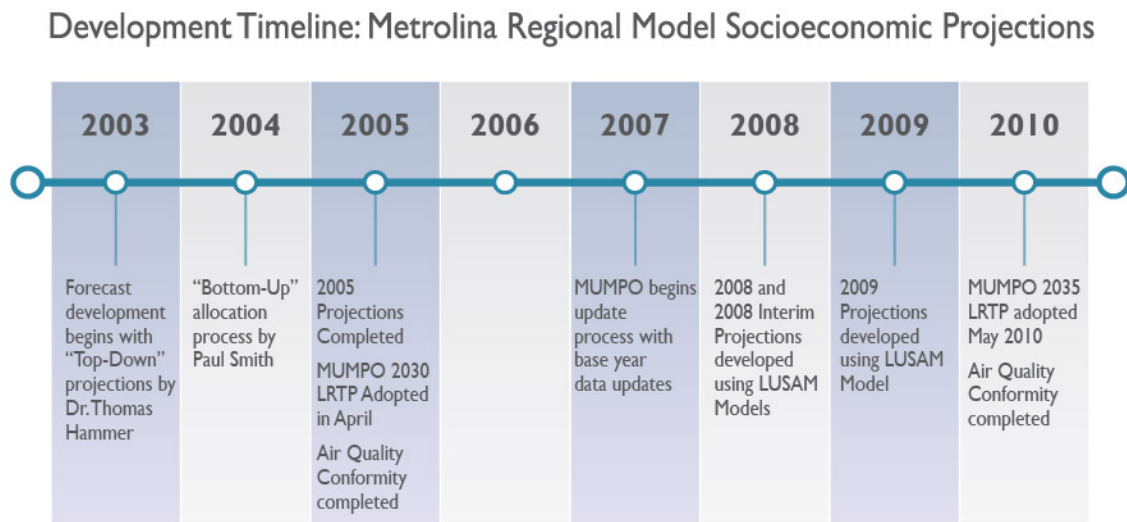 Development Timeline: Metrolina Regional Model Socioeconomic Projections
2003
2004
2005
2006
2007
2008
2009
2010
Forecast
development
begins with
“Top-Down”
projections by
Dr. Thomas
Hammer
“Bottom-Up”
allocation
process by
Paul Smith
2005
Projections
Completed
MUMPO 2030
LRTP Adopted
in April
Air Quality
Conformity
completed
MUMPO begins
update
process with
base year
data updates
2008 and
2008 Interim
Projections
developed
using LUSAM
Models
2009
Projections
developed
using LUSAM
Model
MUMPO 2035
LRTP adopted
May 2010
Air Quality
Conformity
completed